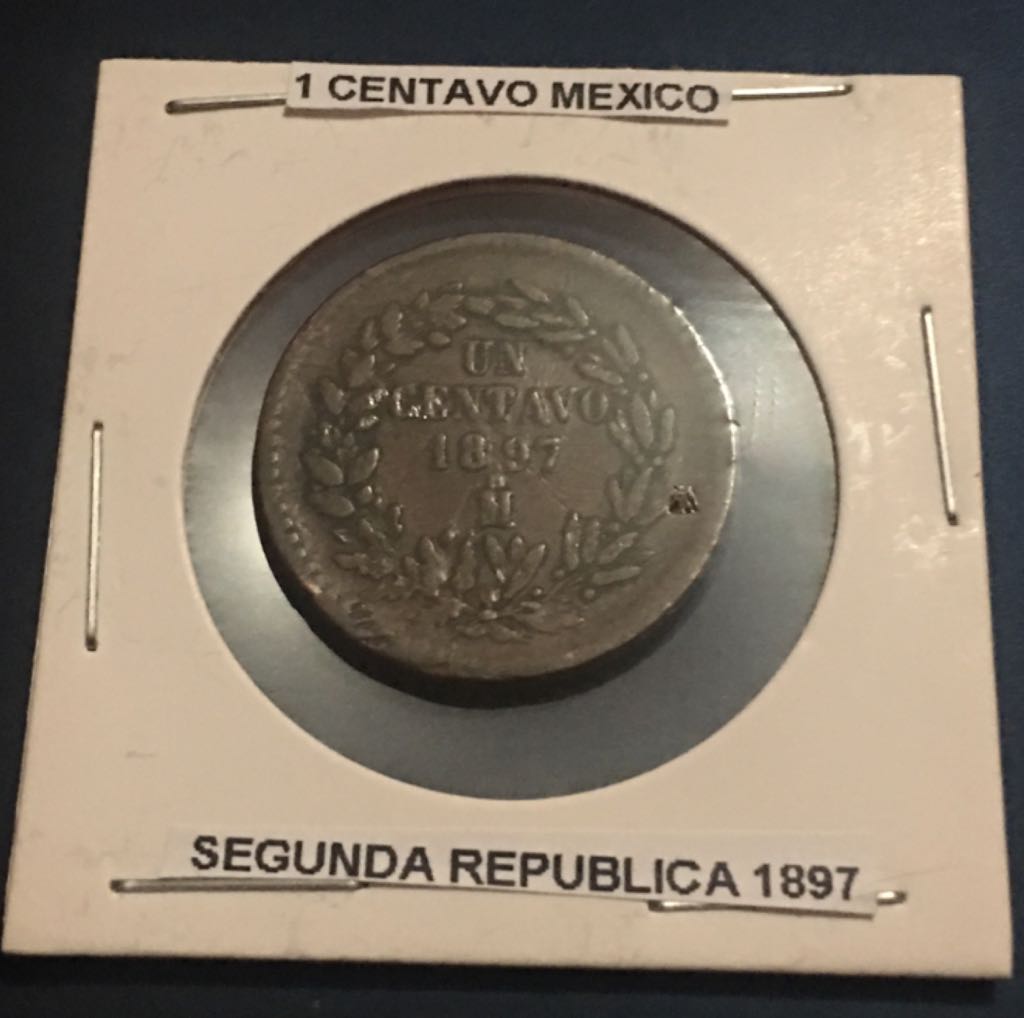 1 CENTAVO MEXICO
UN
CENTAVO
1897
M
SEGUNDA REPUBLICA 1897